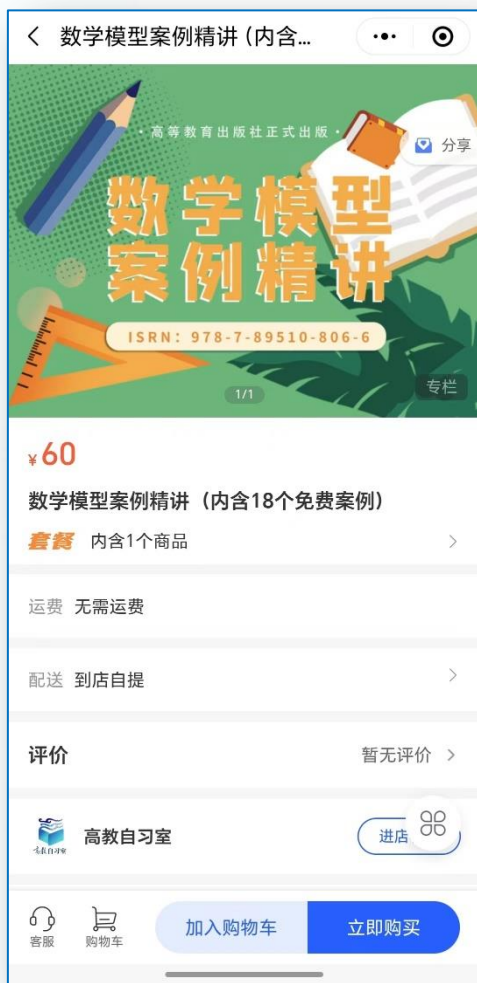 数学模型案例精讲（内含...
·高等教育出版社正式出版·
分享
数学模型
案例精讲
ISRN：978-7-89510-806-6
1/1
专栏
¥60
数学模型案例精讲（内含18个免费案例）
套餐 内含1个商品
运费 无需运费
配送 到店自提
评价 暂无评价
高教自习室 进店
高教自习室
客服 购物车 加入购物车 立即购买